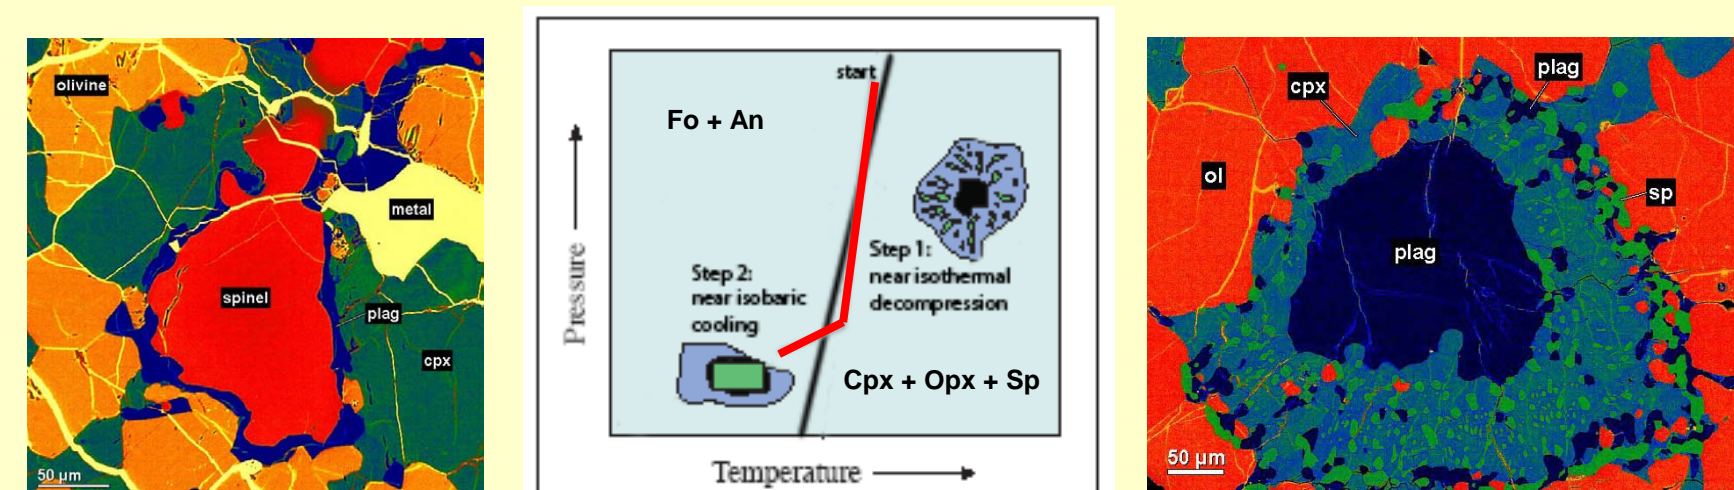 olivine
metal
spinel
plag
cpx
50 µm
start
Fo + An
Pressure
Step 1:
near isothermal
decompression
Step 2:
near isobaric
cooling
Cpx + Opx + Sp
Temperature
plag
cpx
ol
sp
plag
50 µm